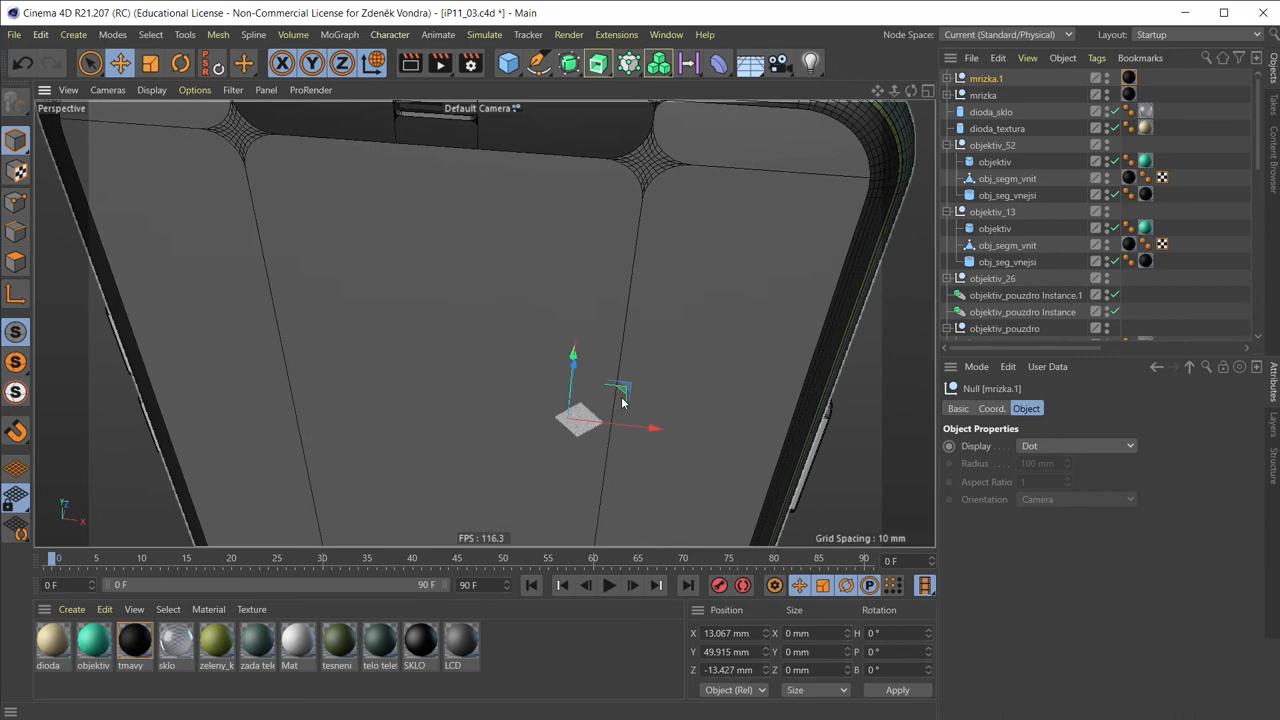 Cinema 4D R21.207 (RC) (Educational License - Non-Commercial License for Zdeněk Vondra) - [iP11_03.c4d *] - Main
File Edit Create Modes Select Tools Mesh Spline Volume MoGraph Character Animate Simulate Tracker Render Extensions Window Help Node Space: Current (Standard/Physical) Layout: Startup
X Y Z PSR
View Cameras Display Options Filter Panel ProRender
Perspective
Default Camera
FPS : 116.3
Grid Spacing : 10 mm
File Edit View Object Tags Bookmarks
mrizka.1
mrizka
dioda_sklo
dioda_textura
objektiv_52
objektiv
obj_segm_vnit
obj_seg_vnejsi
objektiv_13
objektiv
obj_segm_vnit
obj_seg_vnejsi
objektiv_26
objektiv_pouzdro Instance.1
objektiv_pouzdro Instance
objektiv_pouzdro
Objects
Takes
Content Browser
Mode Edit User Data
Null [mrizka.1]
Basic Coord. Object
Object Properties
Display . . . . Dot
Radius . . . . 100 mm
Aspect Ratio 1
Orientation Camera
Attributes
Layers
Structure
0 5 10 15 20 25 30 35 40 45 50 55 60 65 70 75 80 85 90 0 F
0 F 0 F 90 F 90 F
Create Edit View Select Material Texture
dioda objektiv tmavy sklo zeleny_k zada tele Mat tesneni telo tele SKLO LCD
Position Size Rotation
X 13.067 mm X 0 mm H 0 °
Y 49.915 mm Y 0 mm P 0 °
Z -13.427 mm Z 0 mm B 0 °
Object (Rel) Size Apply